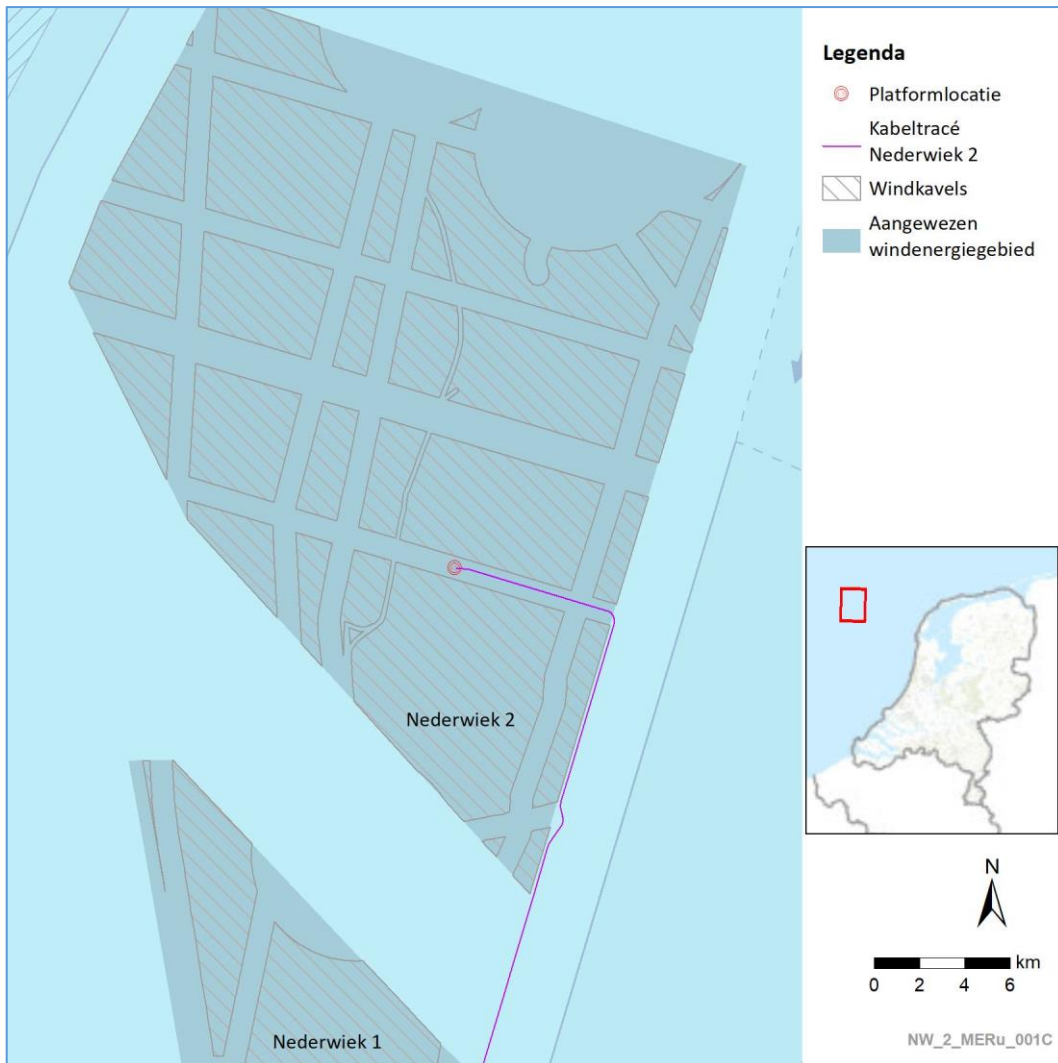 Legenda
Platformlocatie
Kabeltracé
Nederwiek 2
Windkavels
Aangewezen
windenergiegebied
Nederwiek 2
Nederwiek 1
N
km
0 2 4 6
NW_2_MERu_001C